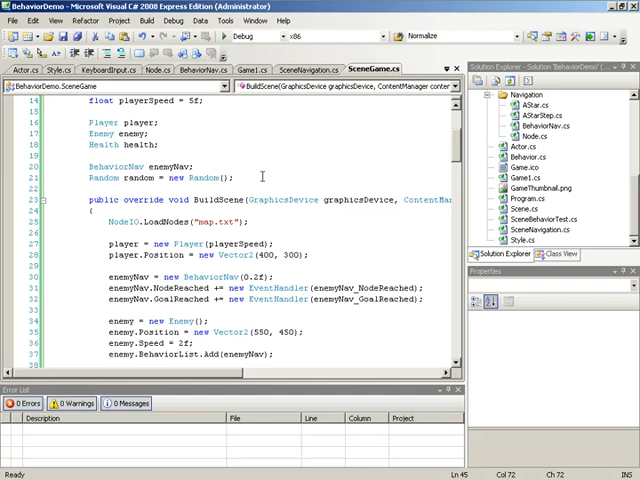 BehaviorDemo - Microsoft Visual C# 2008 Express Edition (Administrator)
File Edit View Refactor Project Build Debug Data Tools Window Help
Debug x86 Normalize
Actor.cs Style.cs KeyboardInput.cs Node.cs BehaviorNav.cs Game1.cs SceneNavigation.cs SceneGame.cs
BehaviorDemo.SceneGame BuildScene(GraphicsDevice graphicsDevice, ContentManager conter
14 float playerSpeed = 5f;
15
16 Player player;
17 Enemy enemy;
18 Health health;
19
20 BehaviorNav enemyNav;
21 Random random = new Random();
22
23 public override void BuildScene(GraphicsDevice graphicsDevice, ContentMan
24 {
25 NodeIO.LoadNodes("map.txt");
26
27 player = new Player(playerSpeed);
28 player.Position = new Vector2(400, 300);
29
30 enemyNav = new BehaviorNav(0.2f);
31 enemyNav.NodeReached += new EventHandler(enemyNav_NodeReached);
32 enemyNav.GoalReached += new EventHandler(enemyNav_GoalReached);
33
34 enemy = new Enemy();
35 enemy.Position = new Vector2(550, 450);
36 enemy.Speed = 2f;
37 enemy.BehaviorList.Add(enemyNav);
38
Solution Explorer - Solution 'BehaviorDemo' 
Navigation
AStar.cs
AStarStep.cs
BehaviorNav.cs
Node.cs
Actor.cs
Behavior.cs
Game.ico
Game1.cs
GameThumbnail.png
Program.cs
Scene.cs
SceneBehaviorTest.cs
SceneNavigation.cs
Style.cs
Solution Explorer Class View
Properties
Error List
0 Errors 0 Warnings 0 Messages
Description File Line Column Project
Ready Ln 45 Col 72 Ch 72 INS